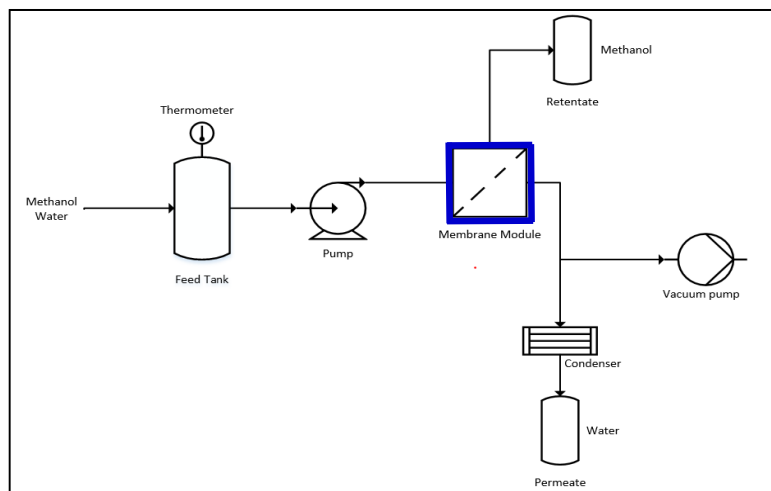 Methanol
Retentate
Thermometer
Methanol
Water
Feed Tank
Pump
Membrane Module
Vacuum pump
Condenser
Water
Permeate